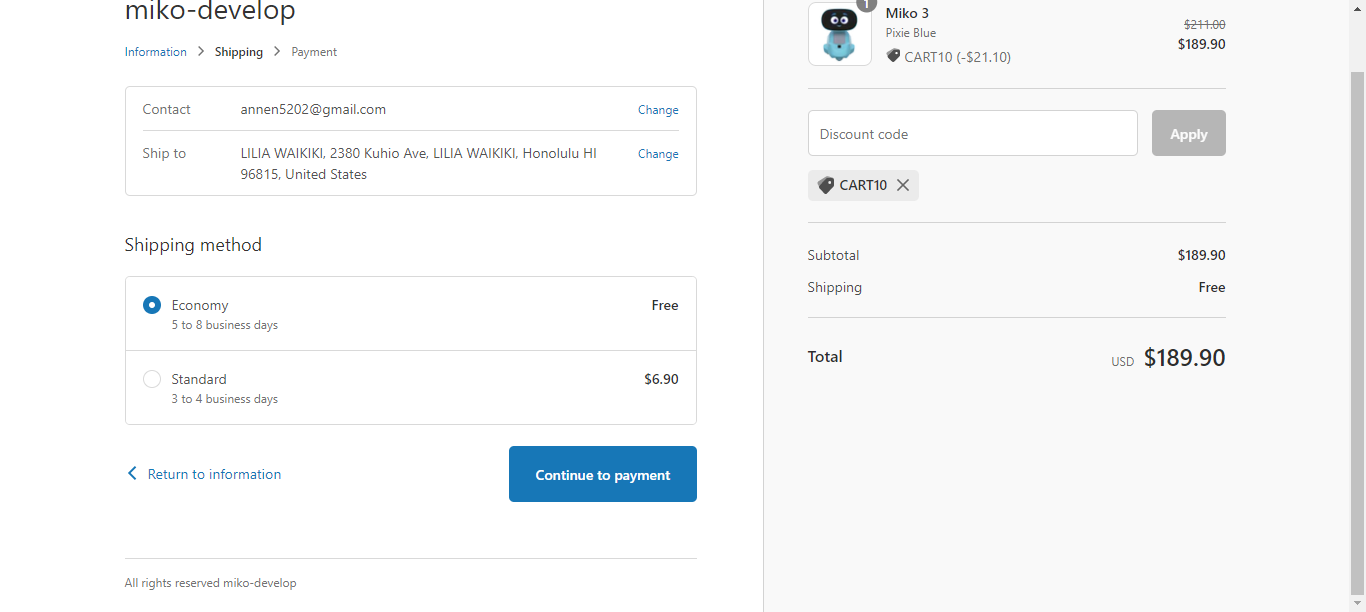 miko-develop
Information > Shipping > Payment
Contact annen5202@gmail.com Change
Ship to LILIA WAIKIKI, 2380 Kuhio Ave, LILIA WAIKIKI, Honolulu HI Change
96815, United States
Shipping method
Economy Free
5 to 8 business days
Standard $6.90
3 to 4 business days
Return to information
Continue to payment
All rights reserved miko-develop
1
Miko 3
Pixie Blue
CART10 (-$21.10)
$211.00
$189.90
Discount code
Apply
CART10
Subtotal $189.90
Shipping Free
Total USD $189.90